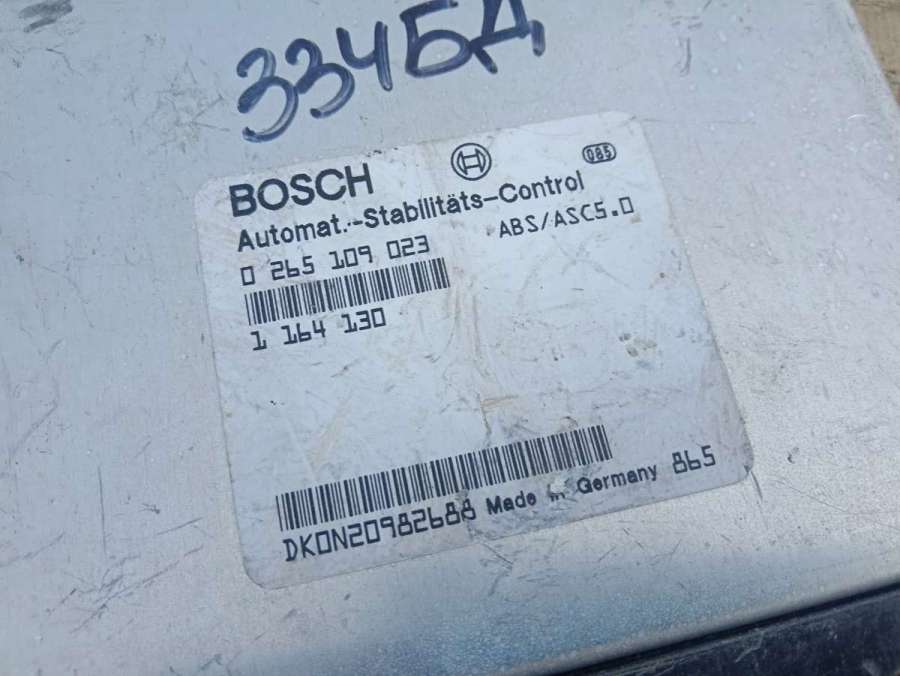 334БД
BOSCH
085
Automat.-Stabilitäts-Control
ABS/ASC5.0
0 265 109 023
1 164 130
DK0N20982688 Made in Germany 865